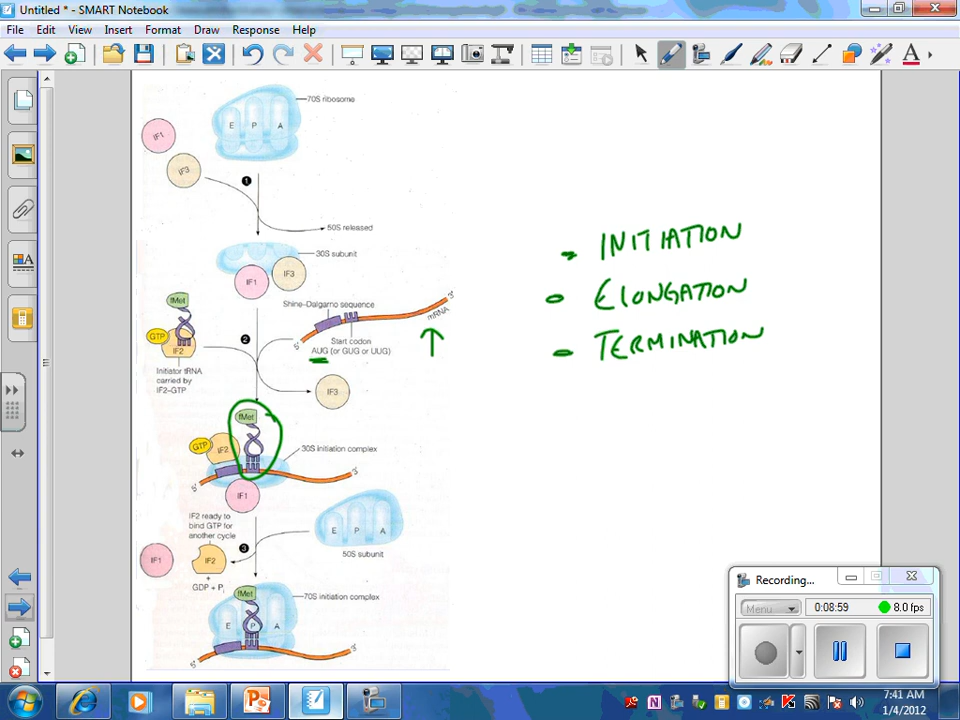 Untitled * - SMART Notebook
File Edit View Insert Format Draw Response Help
70S ribosome
E P A
IF1
IF3
1
50S released
30S subunit
IF1
IF3
fMet
Shine-Dalgarno sequence
3'
mRNA
GTP
IF2
2
5'
Start codon
AUG (or GUG or UUG)
Initiator tRNA
carried by
IF2-GTP
IF3
fMet
GTP
IF2
30S initiation complex
5'
3'
IF1
IF2 ready to
bind GTP for
another cycle
E P A
3
50S subunit
IF1
IF2
+
GDP + Pi
fMet
70S initiation complex
E P A
5'
3'
- INITIATION
- ELONGATION
- TERMINATION
Recording...
Menu
0:08:59
8.0 fps
7:41 AM
1/4/2012